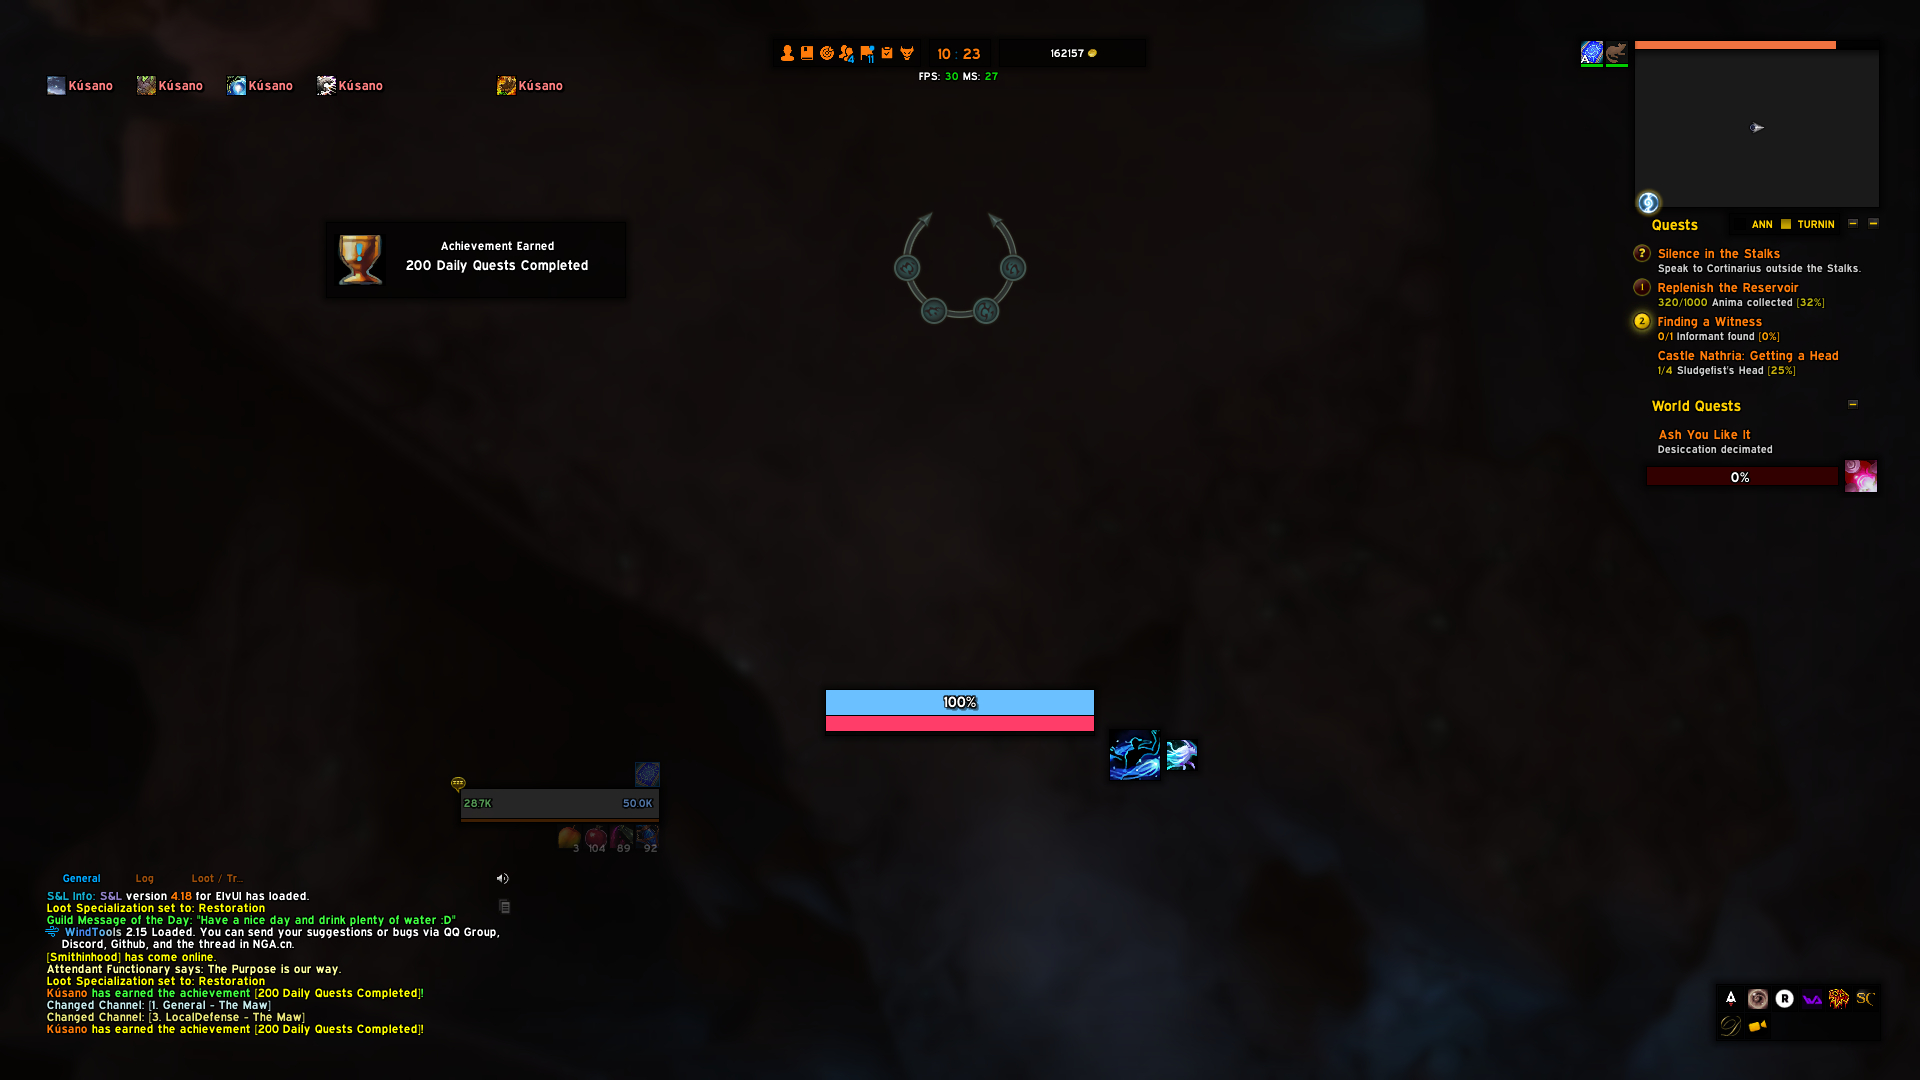 10 : 23
162157
FPS: 30 MS: 27
4
11
A
Kúsano
Kúsano
Kúsano
Kúsano
Kúsano
Achievement Earned
200 Daily Quests Completed
Quests
ANN
TURNIN
? Silence in the Stalks
Speak to Cortinarius outside the Stalks.
1 Replenish the Reservoir
320/1000 Anima collected [32%]
2 Finding a Witness
0/1 Informant found [0%]
Castle Nathria: Getting a Head
1/4 Sludgefist's Head [25%]
World Quests
Ash You Like It
Desiccation decimated
0%
100%
28.7K
50.0K
3
104
89
92
General
Log
Loot / Tr...
S&L Info: S&L version 4.18 for ElvUI has loaded.
Loot Specialization set to: Restoration
Guild Message of the Day: "Have a nice day and drink plenty of water :D"
WindTools 2.15 Loaded. You can send your suggestions or bugs via QQ Group,
Discord, Github, and the thread in NGA.cn.
[Smithinhood] has come online.
Attendant Functionary says: The Purpose is our way.
Loot Specialization set to: Restoration
Kúsano has earned the achievement [200 Daily Quests Completed]!
Changed Channel: [1. General - The Maw]
Changed Channel: [3. LocalDefense - The Maw]
Kúsano has earned the achievement [200 Daily Quests Completed]!
R
SC
D